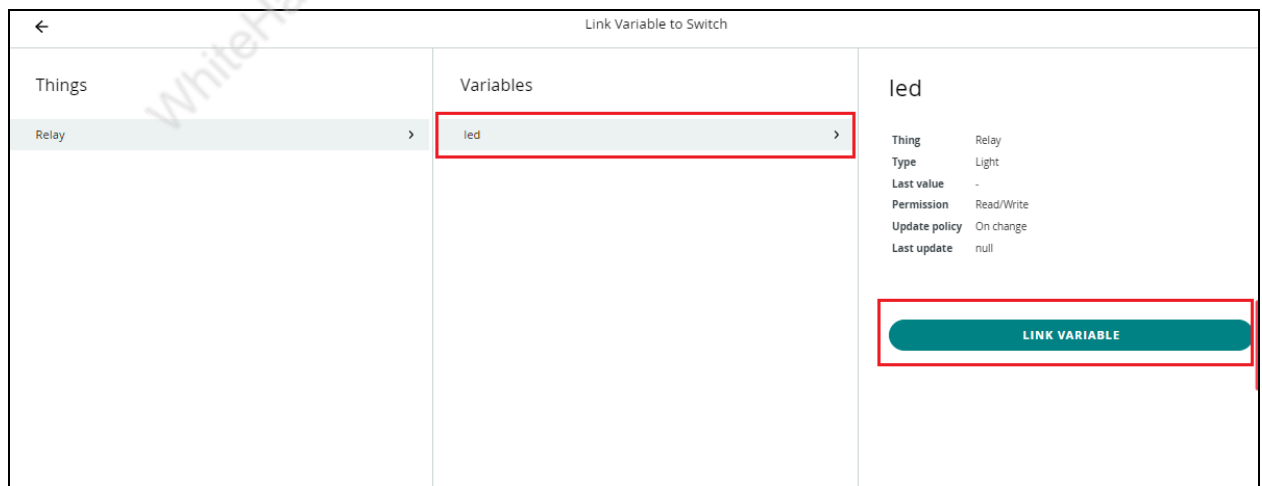 Link Variable to Switch
Things
Relay
Variables
led
led
Thing Relay
Type Light
Last value -
Permission Read/Write
Update policy On change
Last update null
LINK VARIABLE